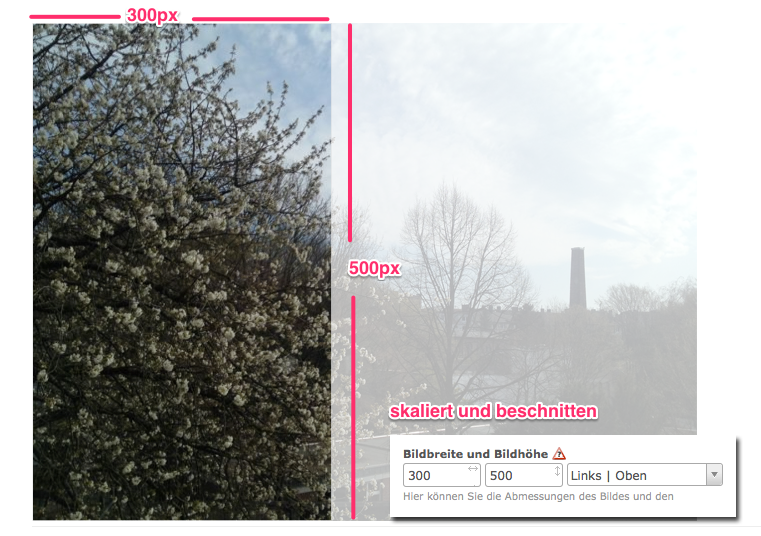 300px
500px
skaliert und beschnitten
Bildbreite und Bildhöhe
300 500 Links | Oben
Hier können Sie die Abmessungen des Bildes und den